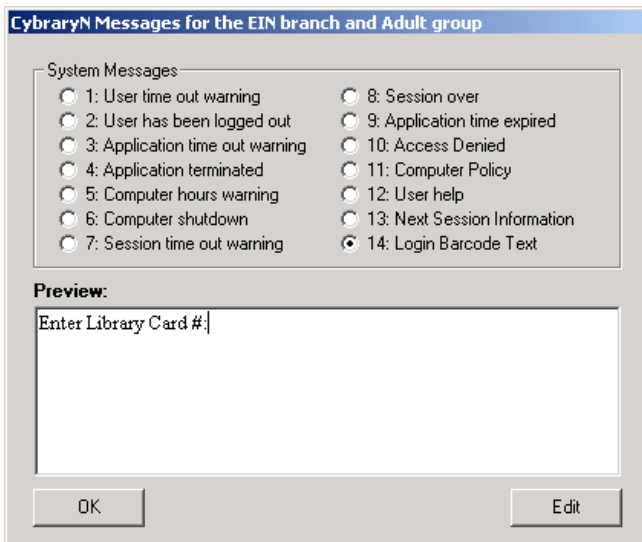 CybraryN Messages for the EIN branch and Adult group
System Messages
1: User time out warning
2: User has been logged out
3: Application time out warning
4: Application terminated
5: Computer hours warning
6: Computer shutdown
7: Session time out warning
8: Session over
9: Application time expired
10: Access Denied
11: Computer Policy
12: User help
13: Next Session Information
14: Login Barcode Text
Preview:
Enter Library Card #:
OK
Edit